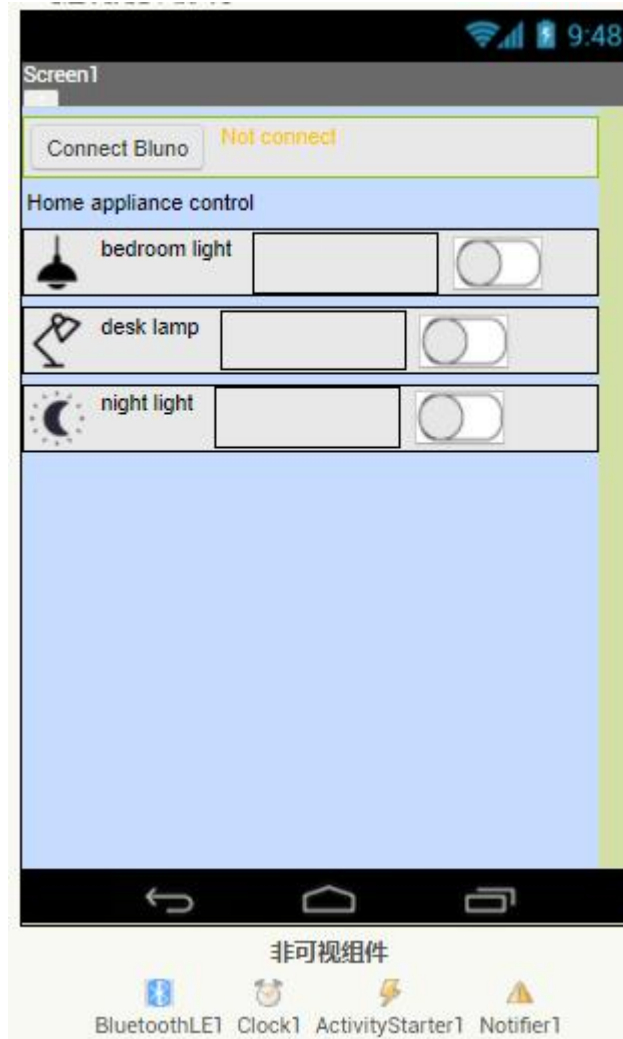 9:48
Screen1
Connect Bluno
Not connect
Home appliance control
bedroom light
desk lamp
night light
非可视组件
BluetoothLE1 Clock1 ActivityStarter1 Notifier1